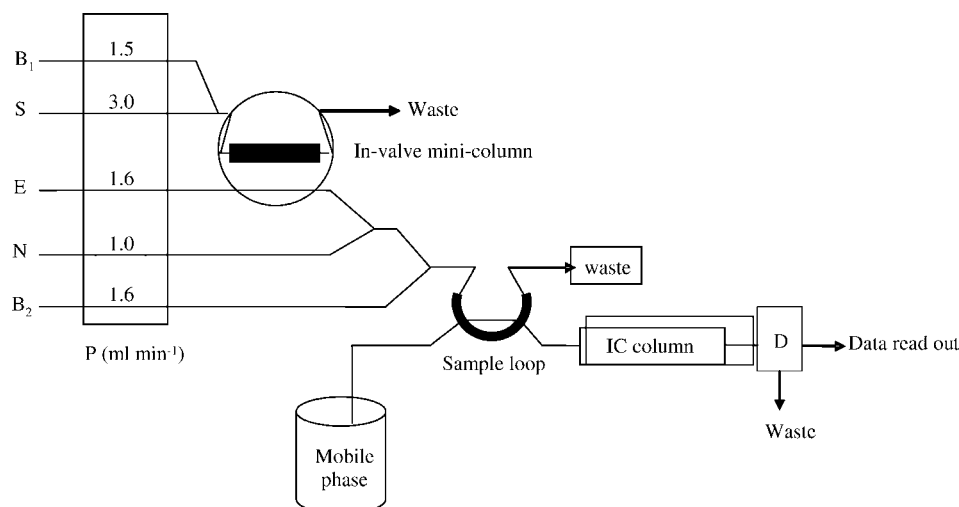 B₁ 1.5
S 3.0 Waste
In-valve mini-column
E 1.6
N 1.0
waste
B₂ 1.6
P (ml min⁻¹)
Sample loop
IC column
D
Data read out
Waste
Mobile
phase